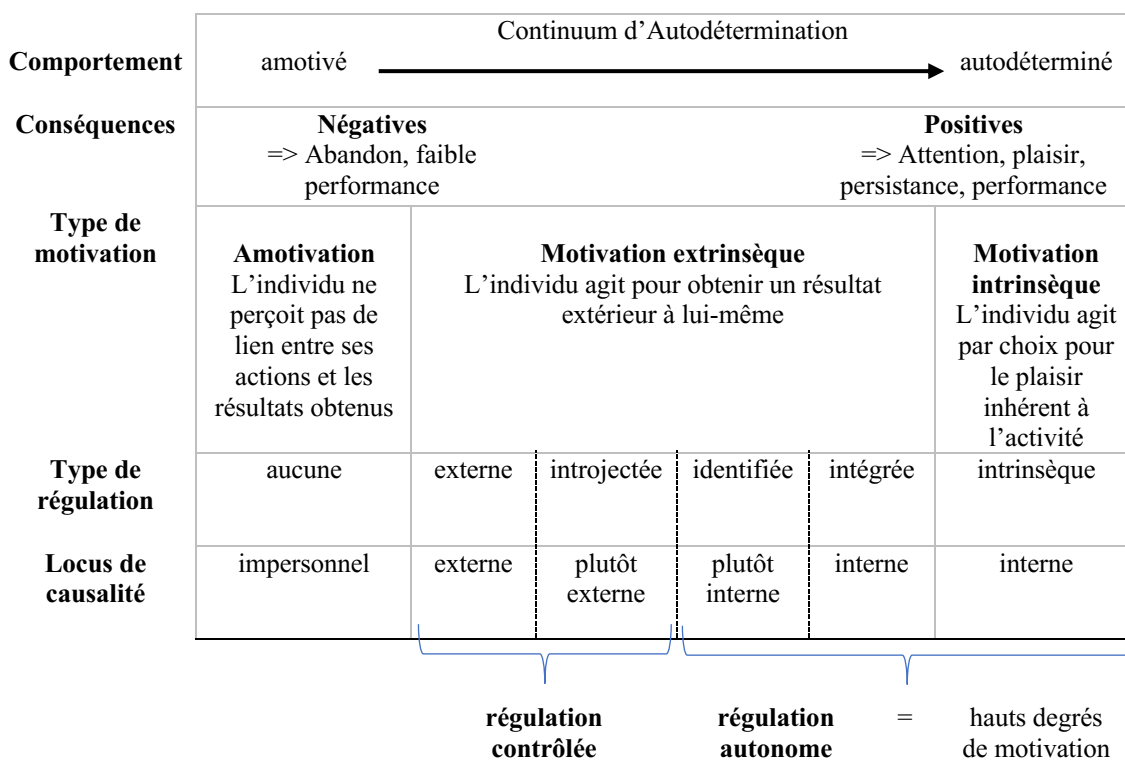 Continuum d’Autodétermination
Comportement amotivé autodéterminé
Conséquences Négatives Positives
=> Abandon, faible => Attention, plaisir,
performance persistance, performance
Type de
motivation Amotivation Motivation extrinsèque Motivation
L’individu ne L’individu agit pour obtenir un résultat intrinsèque
perçoit pas de extérieur à lui-même L’individu agit
lien entre ses par choix pour
actions et les le plaisir
résultats obtenus inhérent à
l’activité
Type de aucune externe introjectée identifiée intégrée intrinsèque
régulation
Locus de impersonnel externe plutôt plutôt interne interne
causalité externe interne
régulation régulation = hauts degrés
contrôlée autonome de motivation